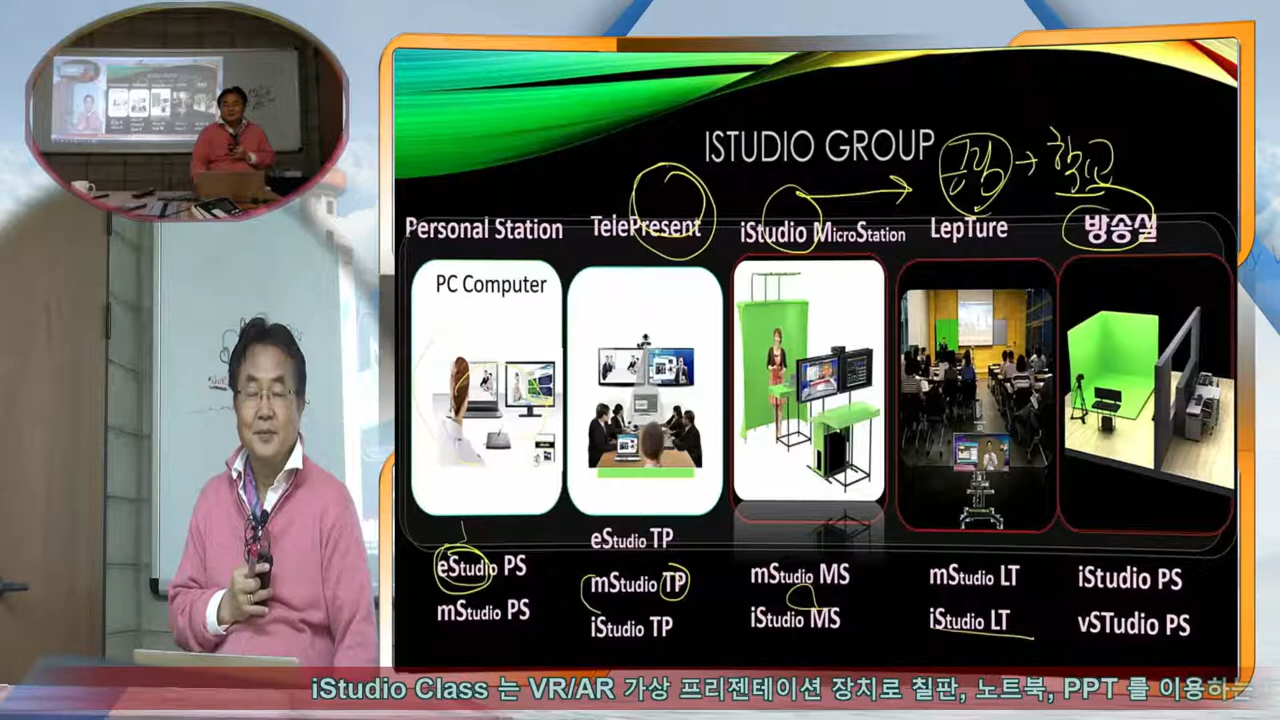 ISTUDIO GROUP
→ 학교
Personal Station
TelePresent
iStudio MicroStation
LepTure
방송실
PC Computer
eStudio PS
mStudio PS
eStudio TP
mStudio TP
iStudio TP
mStudio MS
iStudio MS
mStudio LT
iStudio LT
iStudio PS
vSTudio PS
iStudio Class 는 VR/AR 가상 프리젠테이션 장치로 칠판, 노트북, PPT 를 이용하는